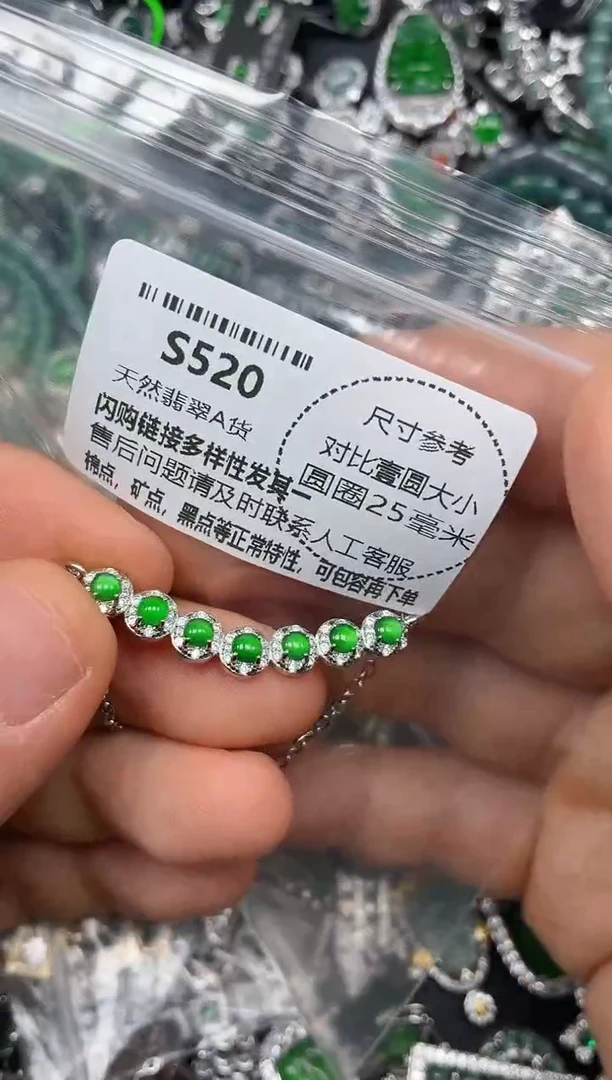 S520
天然翡翠A货
闪购链接多样性发其一
售后问题请及时联系人工客服
棉点，矿点，黑点等正常特性，可包容再下单
尺寸参考
对比壹圆大小
圆圈25毫米